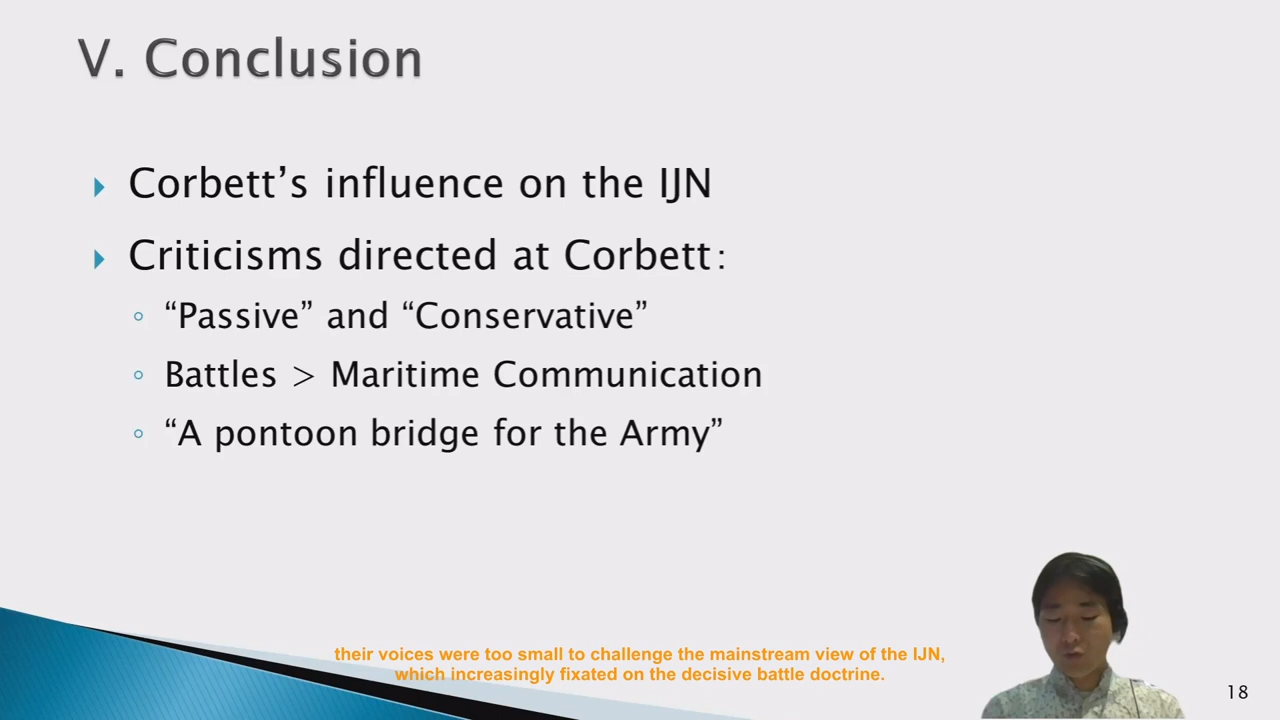 V. Conclusion
Corbett’s influence on the IJN
Criticisms directed at Corbett:
“Passive” and “Conservative”
Battles > Maritime Communication
“A pontoon bridge for the Army”
their voices were too small to challenge the mainstream view of the IJN,
which increasingly fixated on the decisive battle doctrine.
18